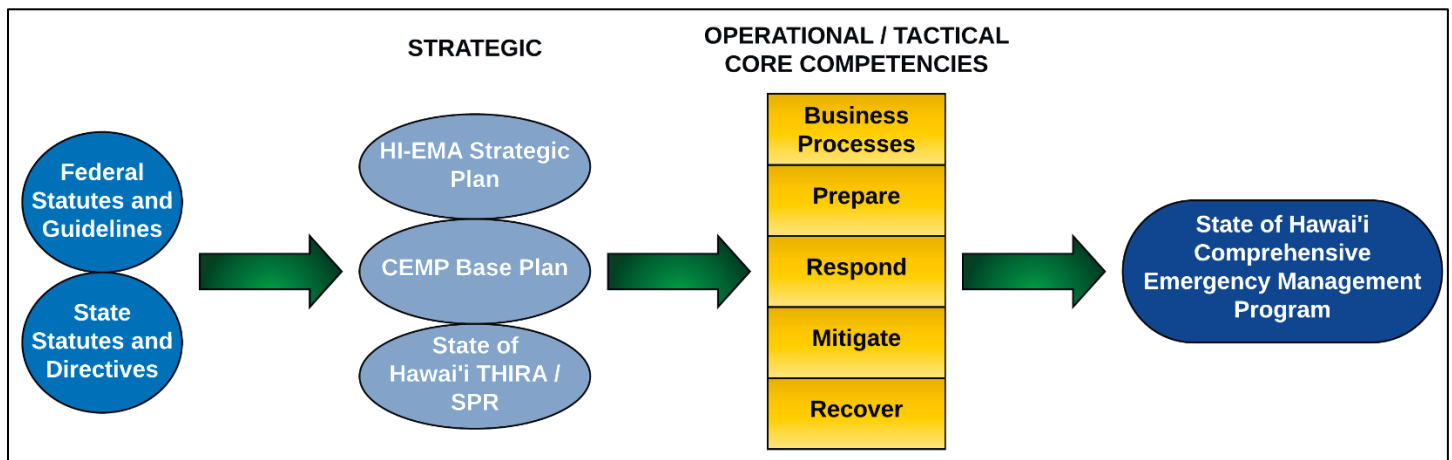 STRATEGIC
OPERATIONAL / TACTICAL
CORE COMPETENCIES
Federal
Statutes and
Guidelines
State
Statutes and
Directives
HI-EMA Strategic
Plan
CEMP Base Plan
State of
Hawai'i THIRA /
SPR
Business
Processes
Prepare
Respond
Mitigate
Recover
State of Hawai'i
Comprehensive
Emergency Management
Program